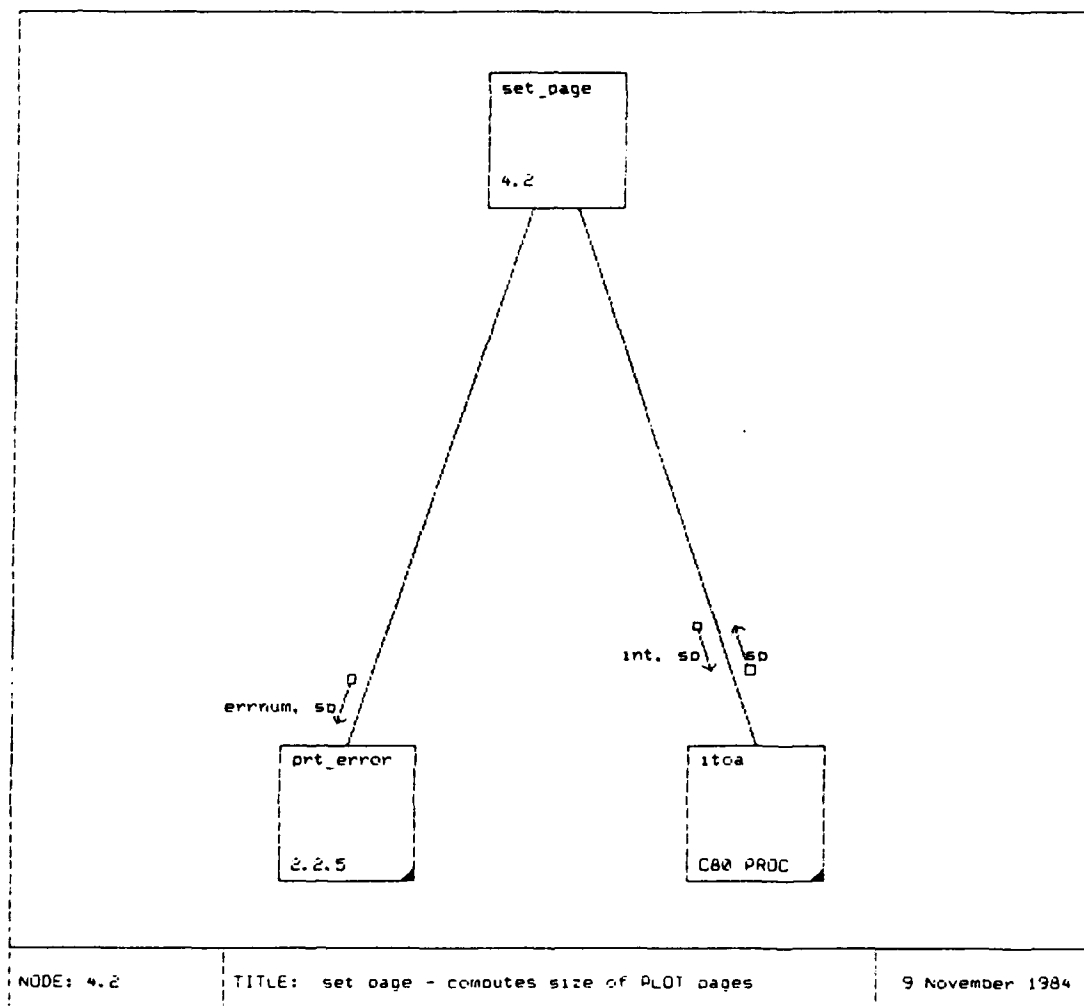 set_page
4.2
int, sp
sp
errnum, sp
prt_error
itoa
2.2.5
C80 PROC
NODE: 4.2
TITLE: set page - computes size of PLOT pages
9 November 1984